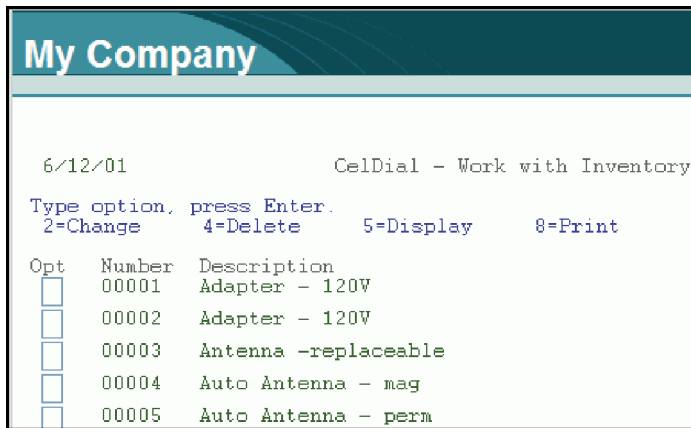 My Company
6/12/01 CelDial - Work with Inventory
Type option, press Enter.
2=Change 4=Delete 5=Display 8=Print
Opt Number Description
00001 Adapter - 120V
00002 Adapter - 120V
00003 Antenna -replaceable
00004 Auto Antenna - mag
00005 Auto Antenna - perm